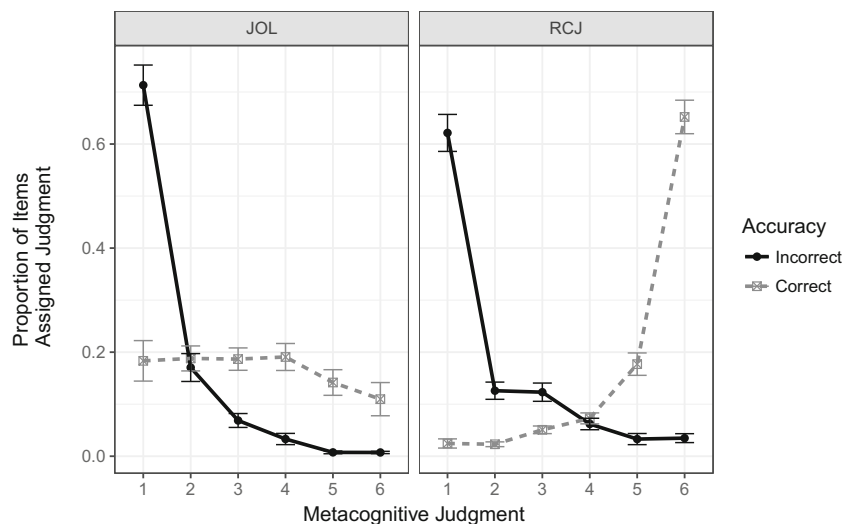 JOL
RCJ
Proportion of Items
Assigned Judgment
0.6
0.4
0.2
0.0
1 2 3 4 5 6
1 2 3 4 5 6
Metacognitive Judgment
Accuracy
Incorrect
Correct